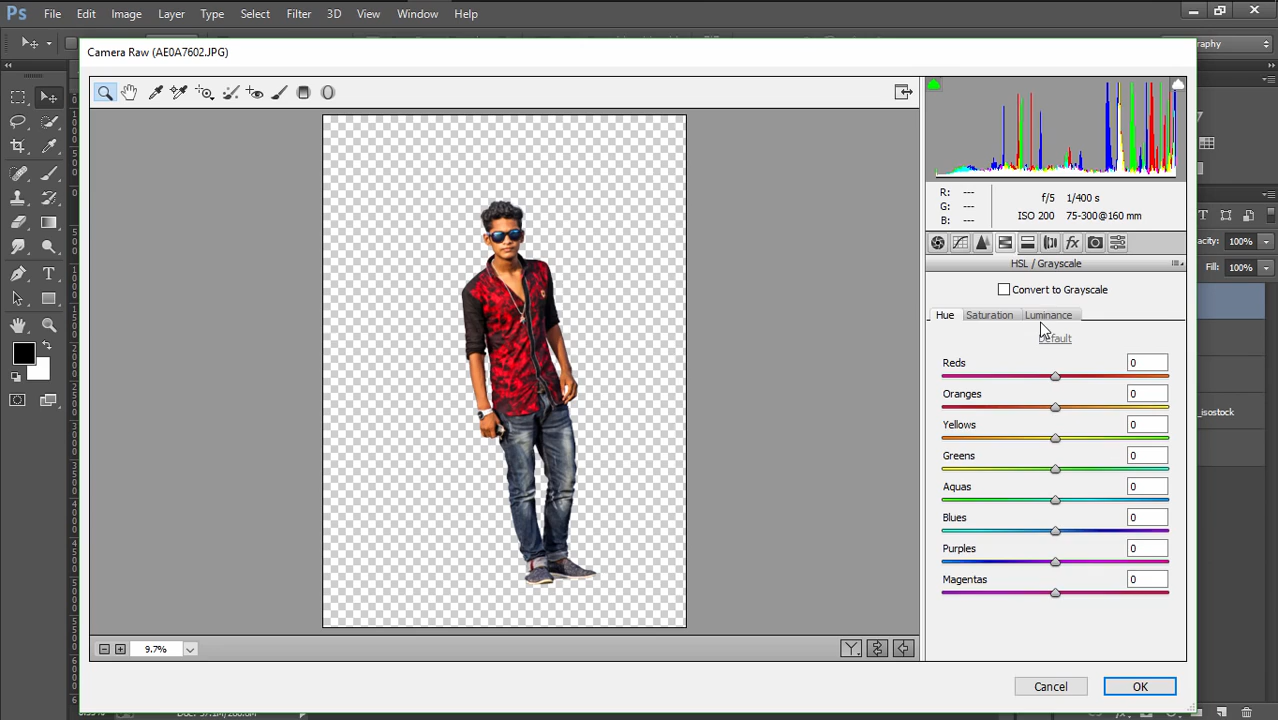 Ps File Edit Image Layer Type Select Filter 3D View Window Help
Camera Raw (AE0A7602.JPG)
R: ---
G: ---
B: ---
f/5 1/400 s
ISO 200 75-300@160 mm
HSL / Grayscale
Convert to Grayscale
Hue Saturation Luminance
Default
Reds 0
Oranges 0
Yellows 0
Greens 0
Aquas 0
Blues 0
Purples 0
Magentas 0
100%
Fill: 100%
_isostock
9.7%
Cancel OK